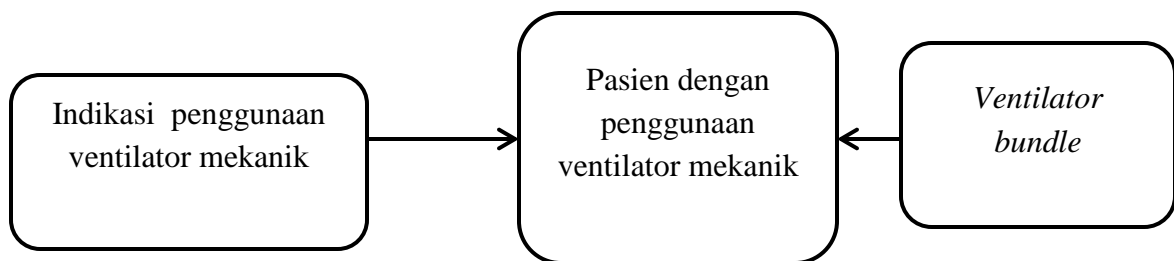 Indikasi penggunaan
ventilator mekanik
Pasien dengan
penggunaan
ventilator mekanik
Ventilator
bundle